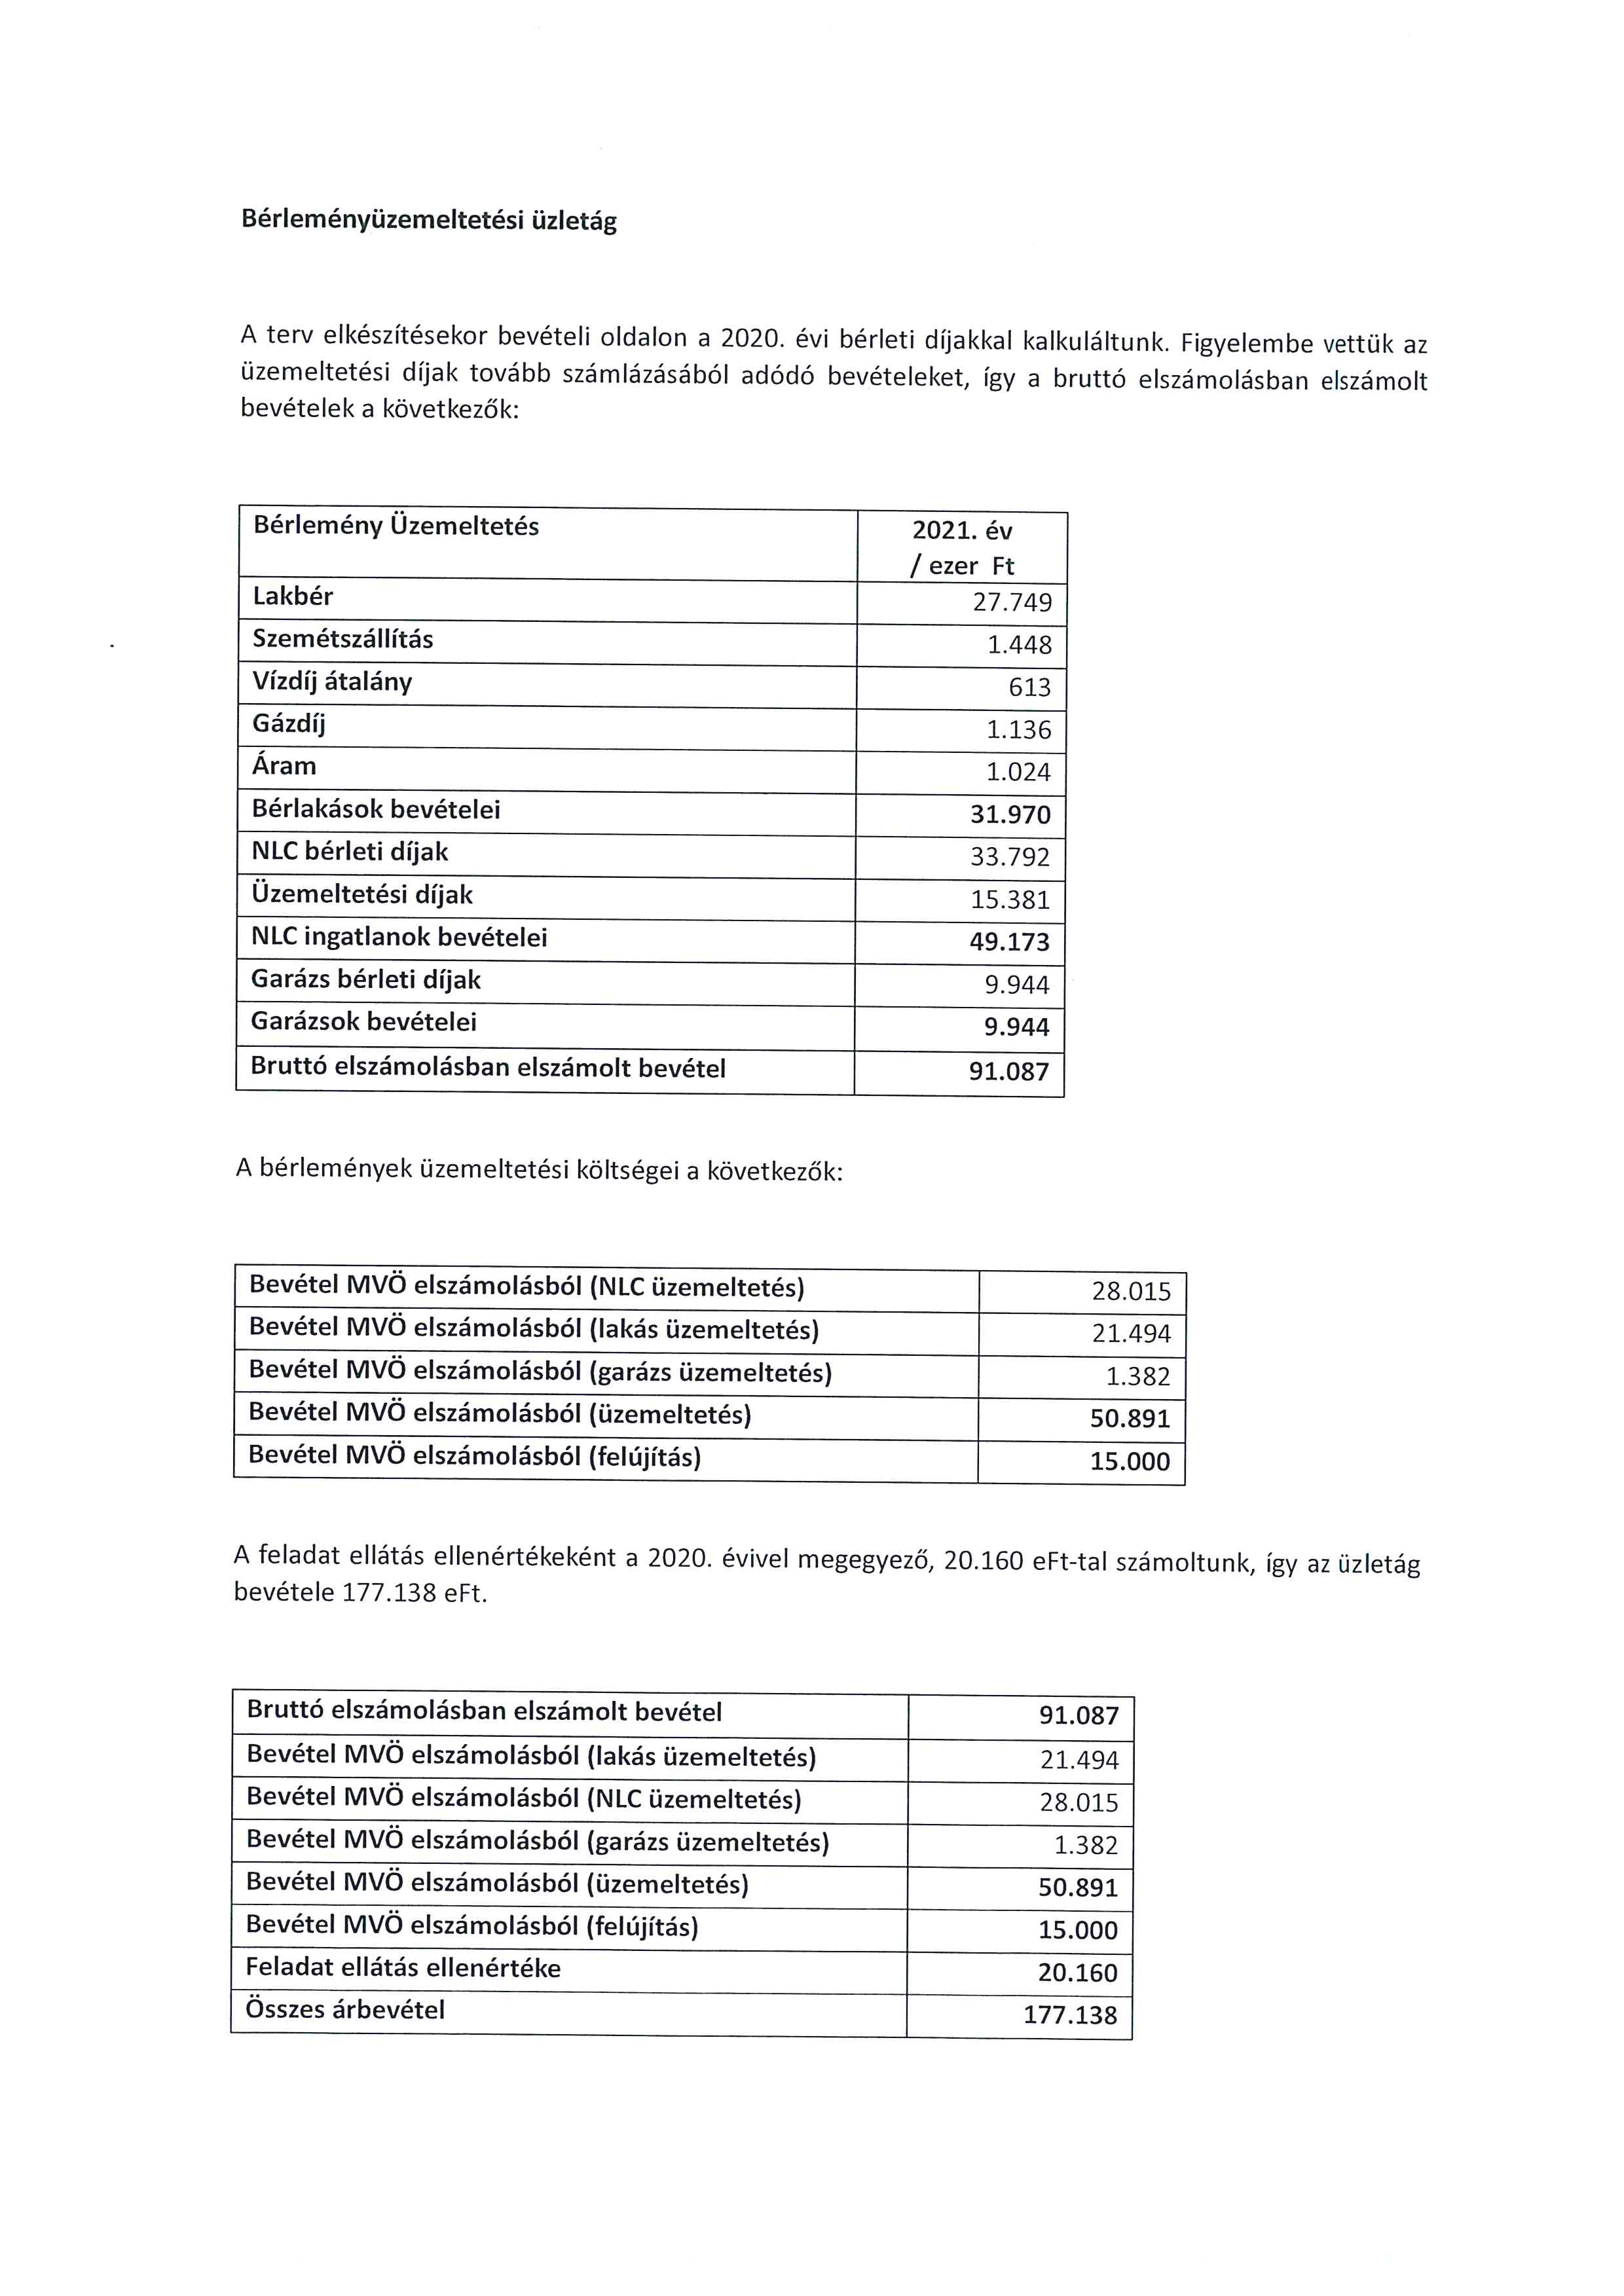 Bérleményüzemeltetési üzletág
A terv elkészítésekor bevételi oldalon a 2020. évi bérleti díjakkal kalkuláltunk. Figyelembe vettük az
üzemeltetési díjak tovább számlázásából adódó bevételeket, így a bruttó elszámolásban elszámolt
bevételek a következők:
Bérlemény Üzemeltetés 2021. év
/ ezer Ft
Lakbér 27.749
Szemétszállítás 1.448
Vízdíj átalány 613
Gázdíj 1.136
Áram 1.024
Bérlakások bevételei 31.970
NLC bérleti díjak 33.792
Üzemeltetési díjak 15.381
NLC ingatlanok bevételei 49.173
Garázs bérleti díjak 9.944
Garázsok bevételei 9.944
Bruttó elszámolásban elszámolt bevétel 91.087
A bérlemények üzemeltetési költségei a következők:
Bevétel MVÖ elszámolásból (NLC üzemeltetés) 28.015
Bevétel MVÖ elszámolásból (lakás üzemeltetés) 21.494
Bevétel MVÖ elszámolásból (garázs üzemeltetés) 1.382
Bevétel MVÖ elszámolásból (üzemeltetés) 50.891
Bevétel MVÖ elszámolásból (felújítás) 15.000
A feladat ellátás ellenértékeként a 2020. évivel megegyező, 20.160 eFt-tal számoltunk, így az üzletág
bevétele 177.138 eFt.
Bruttó elszámolásban elszámolt bevétel 91.087
Bevétel MVÖ elszámolásból (lakás üzemeltetés) 21.494
Bevétel MVÖ elszámolásból (NLC üzemeltetés) 28.015
Bevétel MVÖ elszámolásból (garázs üzemeltetés) 1.382
Bevétel MVÖ elszámolásból (üzemeltetés) 50.891
Bevétel MVÖ elszámolásból (felújítás) 15.000
Feladat ellátás ellenértéke 20.160
Összes árbevétel 177.138